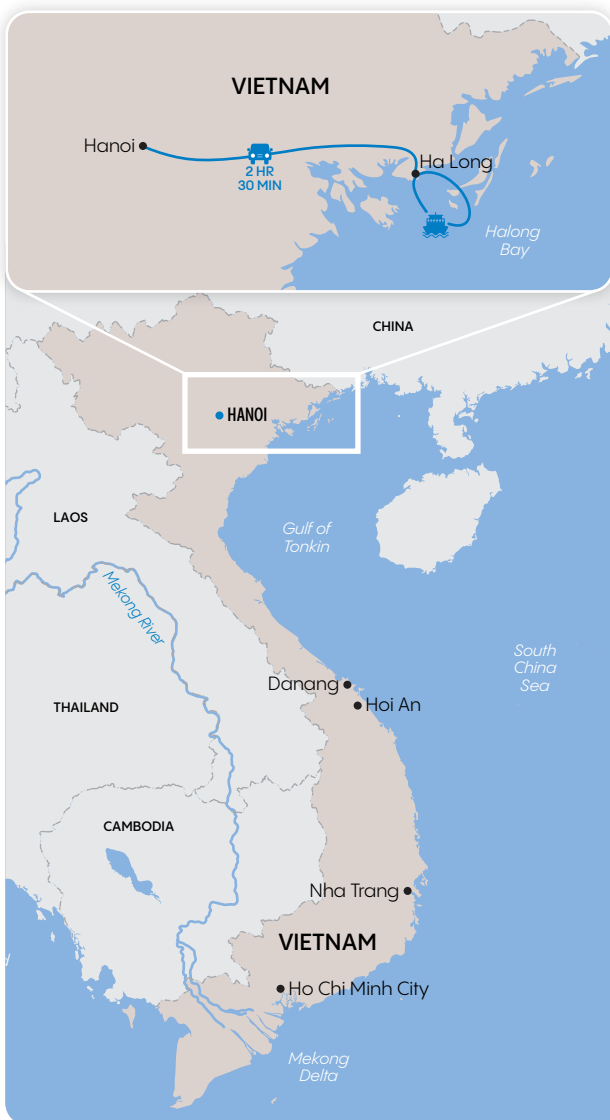 VIETNAM
Hanoi
2 HR
30 MIN
Ha Long
Halong
Bay
CHINA
HANOI
LAOS
Gulf of
Tonkin
Mekong River
South
China
Sea
Danang
Hoi An
THAILAND
CAMBODIA
Nha Trang
VIETNAM
Ho Chi Minh City
Mekong
Delta